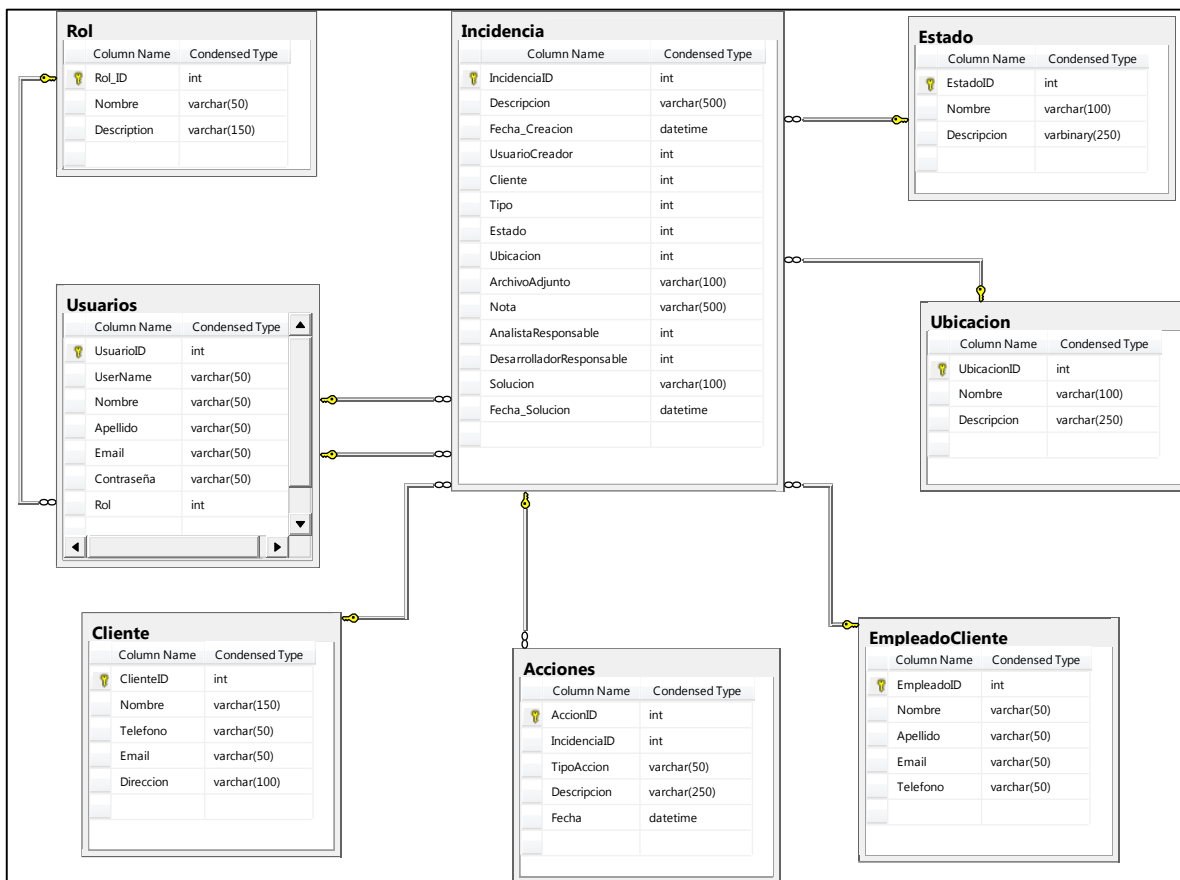 Rol
Column Name Condensed Type
Rol_ID int
Nombre varchar(50)
Description varchar(150)
Incidencia
Column Name Condensed Type
IncidenciaID int
Descripcion varchar(500)
Fecha_Creacion datetime
UsuarioCreador int
Cliente int
Tipo int
Estado int
Ubicacion int
ArchivoAdjunto varchar(100)
Nota varchar(500)
AnalistaResponsable int
DesarrolladorResponsable int
Solucion varchar(100)
Fecha_Solucion datetime
Estado
Column Name Condensed Type
EstadoID int
Nombre varchar(100)
Descripcion varbinary(250)
Usuarios
Column Name Condensed Type
UsuarioID int
UserName varchar(50)
Nombre varchar(50)
Apellido varchar(50)
Email varchar(50)
Contraseña varchar(50)
Rol int
Ubicacion
Column Name Condensed Type
UbicacionID int
Nombre varchar(100)
Descripcion varchar(250)
Cliente
Column Name Condensed Type
ClienteID int
Nombre varchar(150)
Telefono varchar(50)
Email varchar(50)
Direccion varchar(100)
Acciones
Column Name Condensed Type
AccionID int
IncidenciaID int
TipoAccion varchar(50)
Descripcion varchar(250)
Fecha datetime
EmpleadoCliente
Column Name Condensed Type
EmpleadoID int
Nombre varchar(50)
Apellido varchar(50)
Email varchar(50)
Telefono varchar(50)